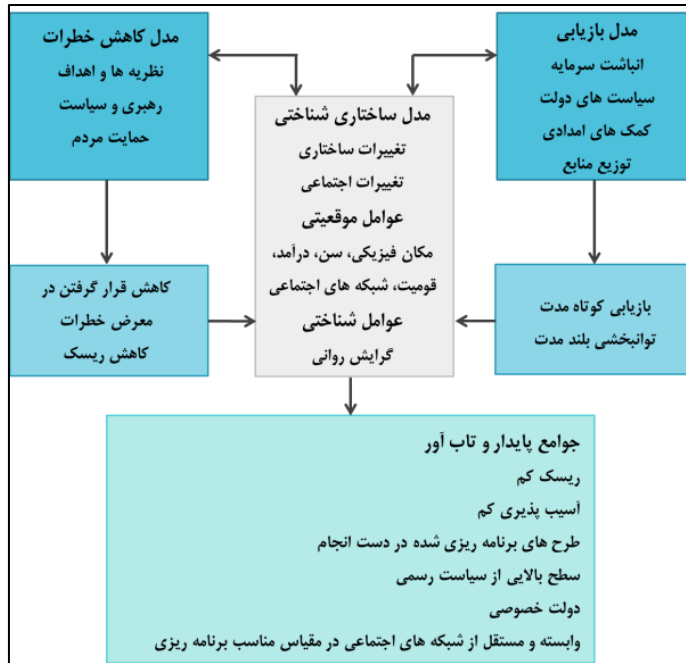 مدل بازیابی
انباشت سرمایه
سیاست های دولت
کمک های امدادی
توزیع منابع
مدل کاهش خطرات
نظریه ها و اهداف
رهبری و سیاست
حمایت مردم
مدل ساختاری شناختی
تغییرات ساختاری
تغییرات اجتماعی
عوامل موقعیتی
مکان فیزیکی، سن، درآمد،
قومیت، شبکه های اجتماعی
عوامل شناختی
گرایش روانی
بازیابی کوتاه مدت
توانبخشی بلند مدت
کاهش قرار گرفتن در
معرض خطرات
کاهش ریسک
جوامع پایدار و تاب آور
ریسک کم
آسیب پذیری کم
طرح های برنامه ریزی شده در دست انجام
سطح بالایی از سیاست رسمی
دولت خصوصی
وابسته و مستقل از شبکه های اجتماعی در مقیاس مناسب برنامه ریزی